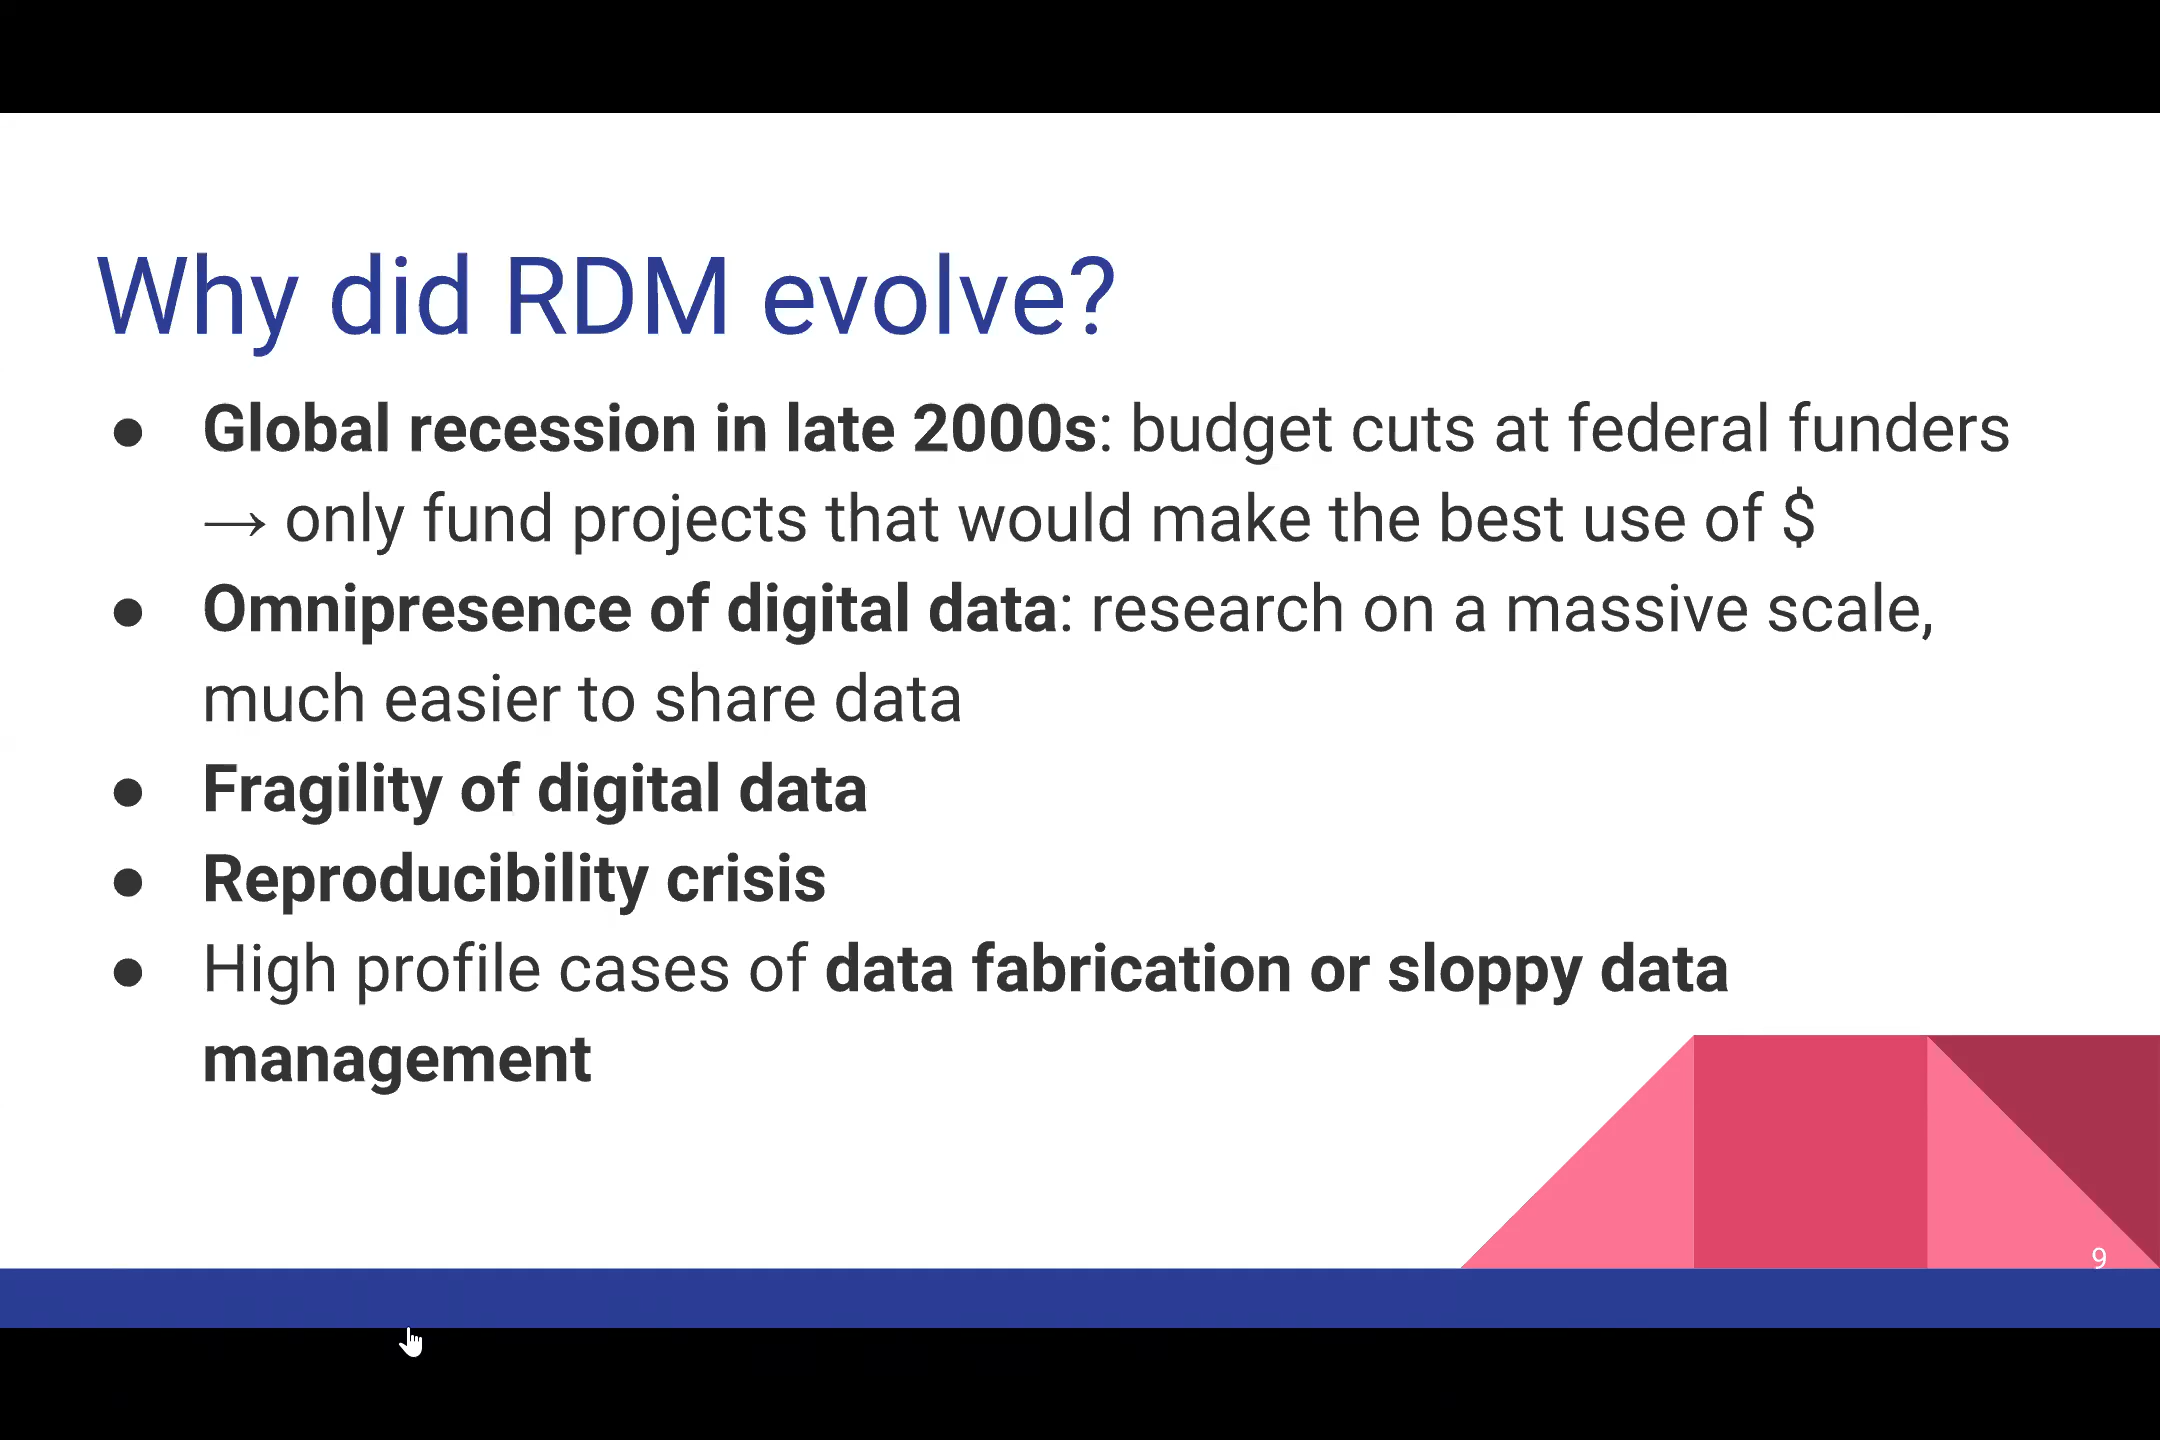 Why did RDM evolve?
● Global recession in late 2000s: budget cuts at federal funders
→ only fund projects that would make the best use of $
● Omnipresence of digital data: research on a massive scale,
much easier to share data
● Fragility of digital data
● Reproducibility crisis
● High profile cases of data fabrication or sloppy data
management
9